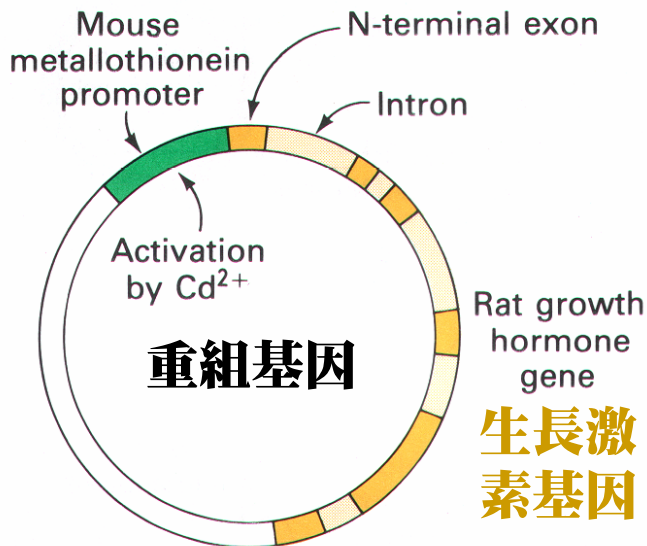 Mouse
metallothionein
promoter
N-terminal exon
Intron
Activation
by Cd²⁺
重組基因
Rat growth
hormone
gene
生長激
素基因